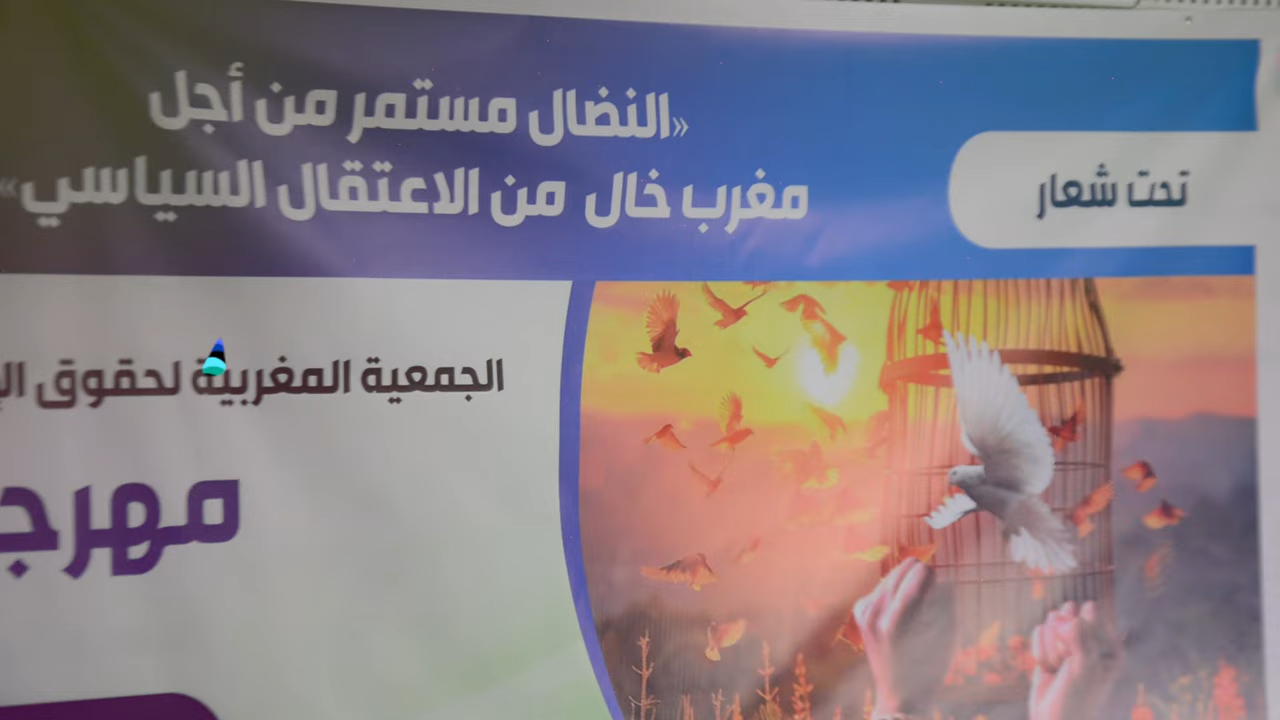 تحت شعار
«النضال مستمر من أجل
مغرب خال من الاعتقال السياسي»
الجمعية المغربية لحقوق